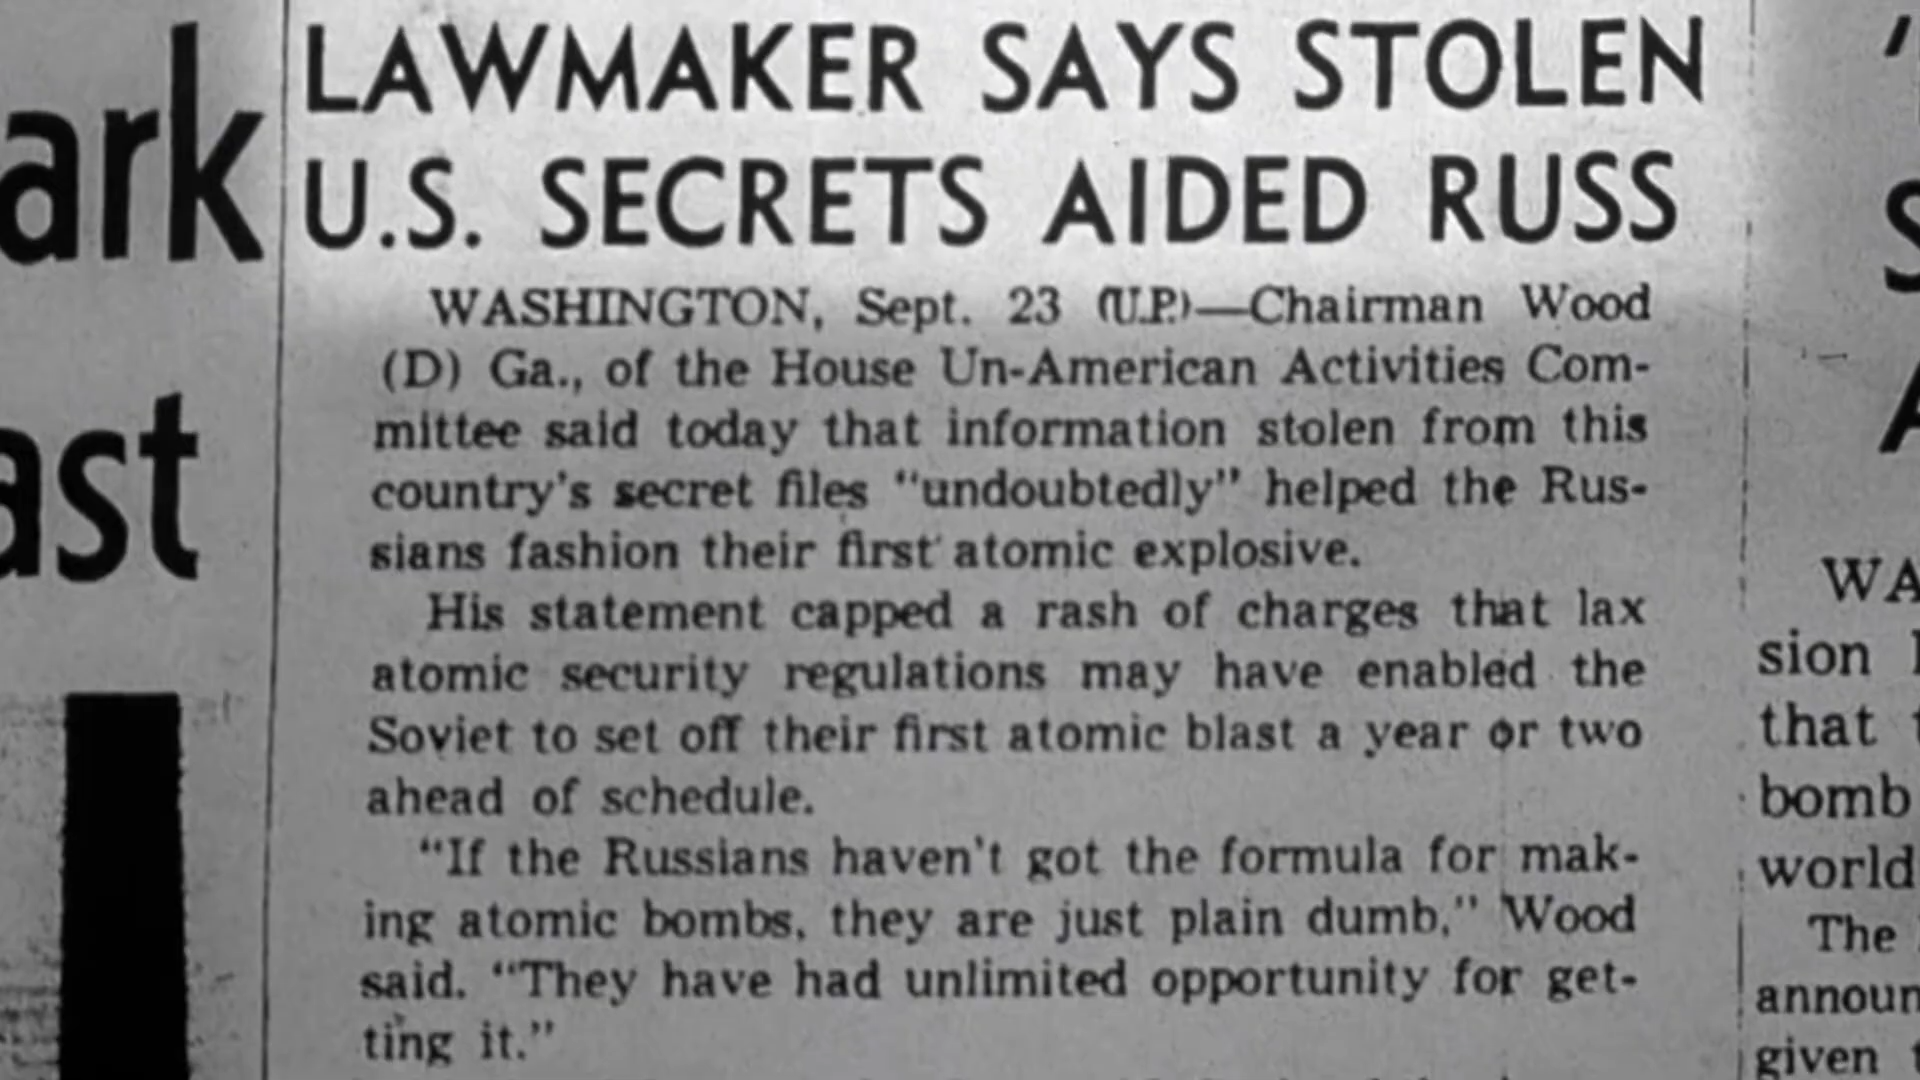 ark
ast
LAWMAKER SAYS STOLEN
U.S. SECRETS AIDED RUSS
WASHINGTON, Sept. 23 (U.P.)—Chairman Wood
(D) Ga., of the House Un-American Activities Com-
mittee said today that information stolen from this
country's secret files "undoubtedly" helped the Rus-
sians fashion their first atomic explosive.
His statement capped a rash of charges that lax
atomic security regulations may have enabled the
Soviet to set off their first atomic blast a year or two
ahead of schedule.
"If the Russians haven't got the formula for mak-
ing atomic bombs, they are just plain dumb," Wood
said. "They have had unlimited opportunity for get-
ting it."
WA
sion
that
bomb
world
The
announ
given